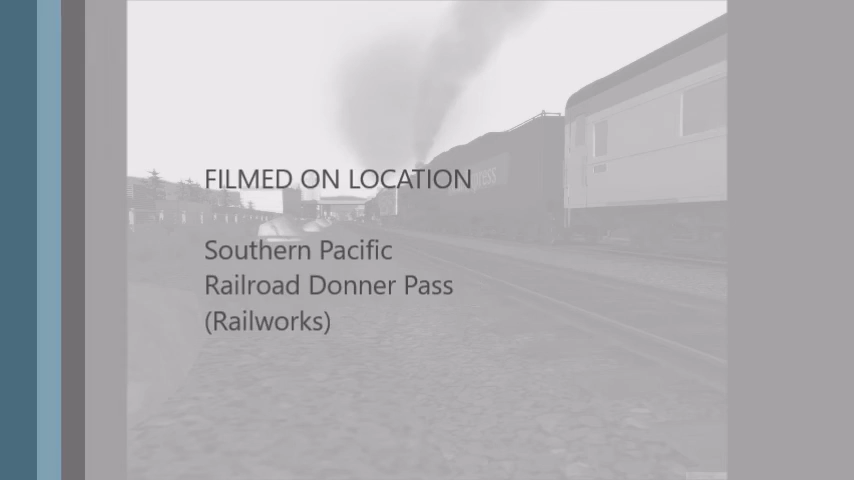 FILMED ON LOCATION
Southern Pacific
Railroad Donner Pass
(Railworks)